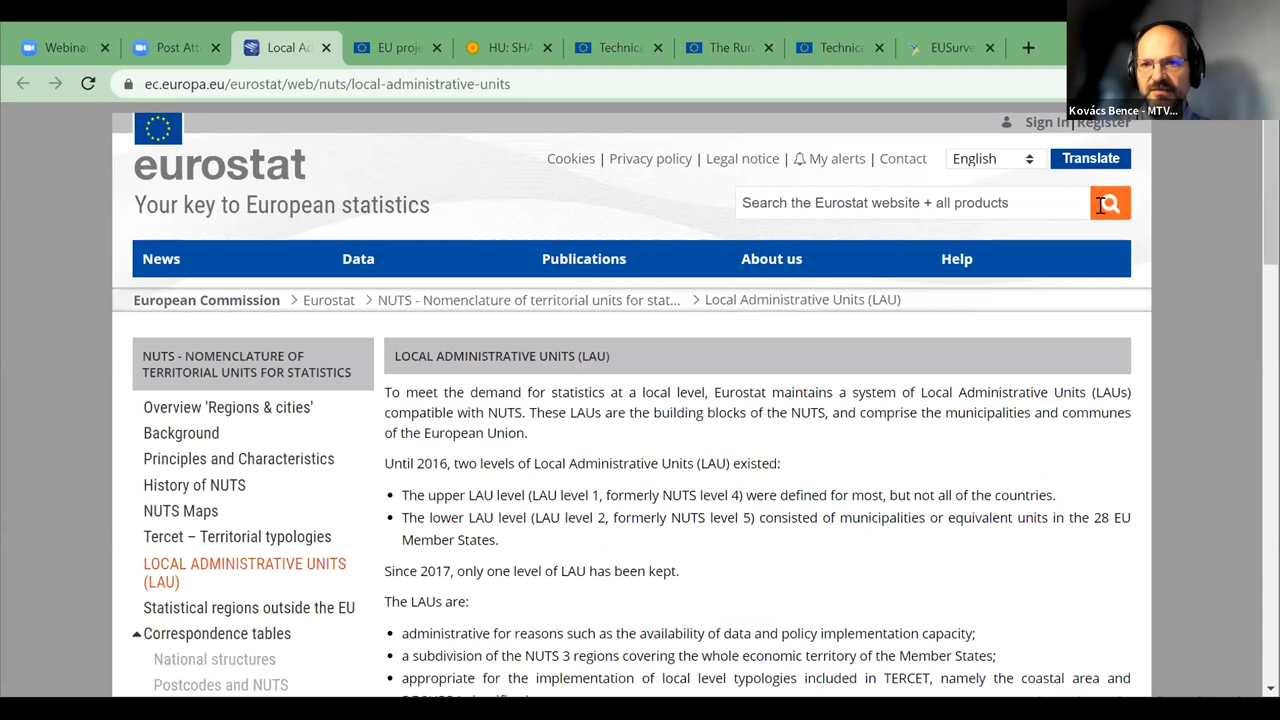 Webina
Post Att
Local Ad
EU proje
HU: SHA
Technica
The Rura
Technica
EUSurve
ec.europa.eu/eurostat/web/nuts/local-administrative-units
Kovács Bence - MTV...
Sign In|Register
eurostat
Your key to European statistics
Cookies | Privacy policy | Legal notice | My alerts | Contact
English
Translate
Search the Eurostat website + all products
News
Data
Publications
About us
Help
European Commission > Eurostat > NUTS - Nomenclature of territorial units for stat... > Local Administrative Units (LAU)
NUTS - NOMENCLATURE OF
TERRITORIAL UNITS FOR STATISTICS
Overview 'Regions & cities'
Background
Principles and Characteristics
History of NUTS
NUTS Maps
Tercet – Territorial typologies
LOCAL ADMINISTRATIVE UNITS
(LAU)
Statistical regions outside the EU
Correspondence tables
National structures
Postcodes and NUTS
LOCAL ADMINISTRATIVE UNITS (LAU)
To meet the demand for statistics at a local level, Eurostat maintains a system of Local Administrative Units (LAUs)
compatible with NUTS. These LAUs are the building blocks of the NUTS, and comprise the municipalities and communes
of the European Union.
Until 2016, two levels of Local Administrative Units (LAU) existed:
• The upper LAU level (LAU level 1, formerly NUTS level 4) were defined for most, but not all of the countries.
• The lower LAU level (LAU level 2, formerly NUTS level 5) consisted of municipalities or equivalent units in the 28 EU
Member States.
Since 2017, only one level of LAU has been kept.
The LAUs are:
• administrative for reasons such as the availability of data and policy implementation capacity;
• a subdivision of the NUTS 3 regions covering the whole economic territory of the Member States;
• appropriate for the implementation of local level typologies included in TERCET, namely the coastal area and